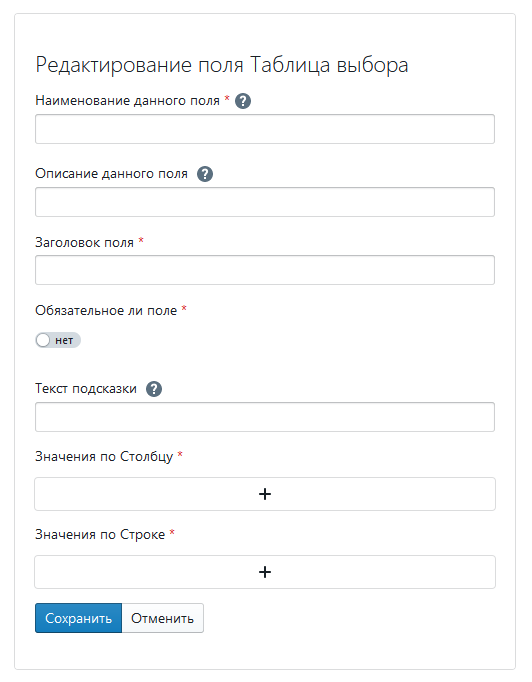 Редактирование поля Таблица выбора
Наименование данного поля * ?
Описание данного поля ?
Заголовок поля *
Обязательное ли поле *
нет
Текст подсказки ?
Значения по Столбцу *
+
Значения по Строке *
+
Сохранить Отменить